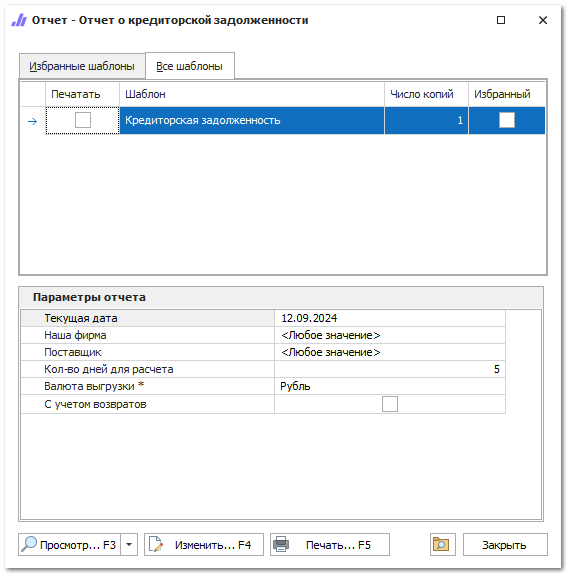 Отчет - Отчет о кредиторской задолженности
Избранные шаблоны Все шаблоны
Печатать Шаблон Число копий Избранный
Кредиторская задолженность 1
Параметры отчета
Текущая дата 12.09.2024
Наша фирма <Любое значение>
Поставщик <Любое значение>
Кол-во дней для расчета 5
Валюта выгрузки * Рубль
С учетом возвратов
Просмотр... F3 Изменить... F4 Печать... F5 Закрыть